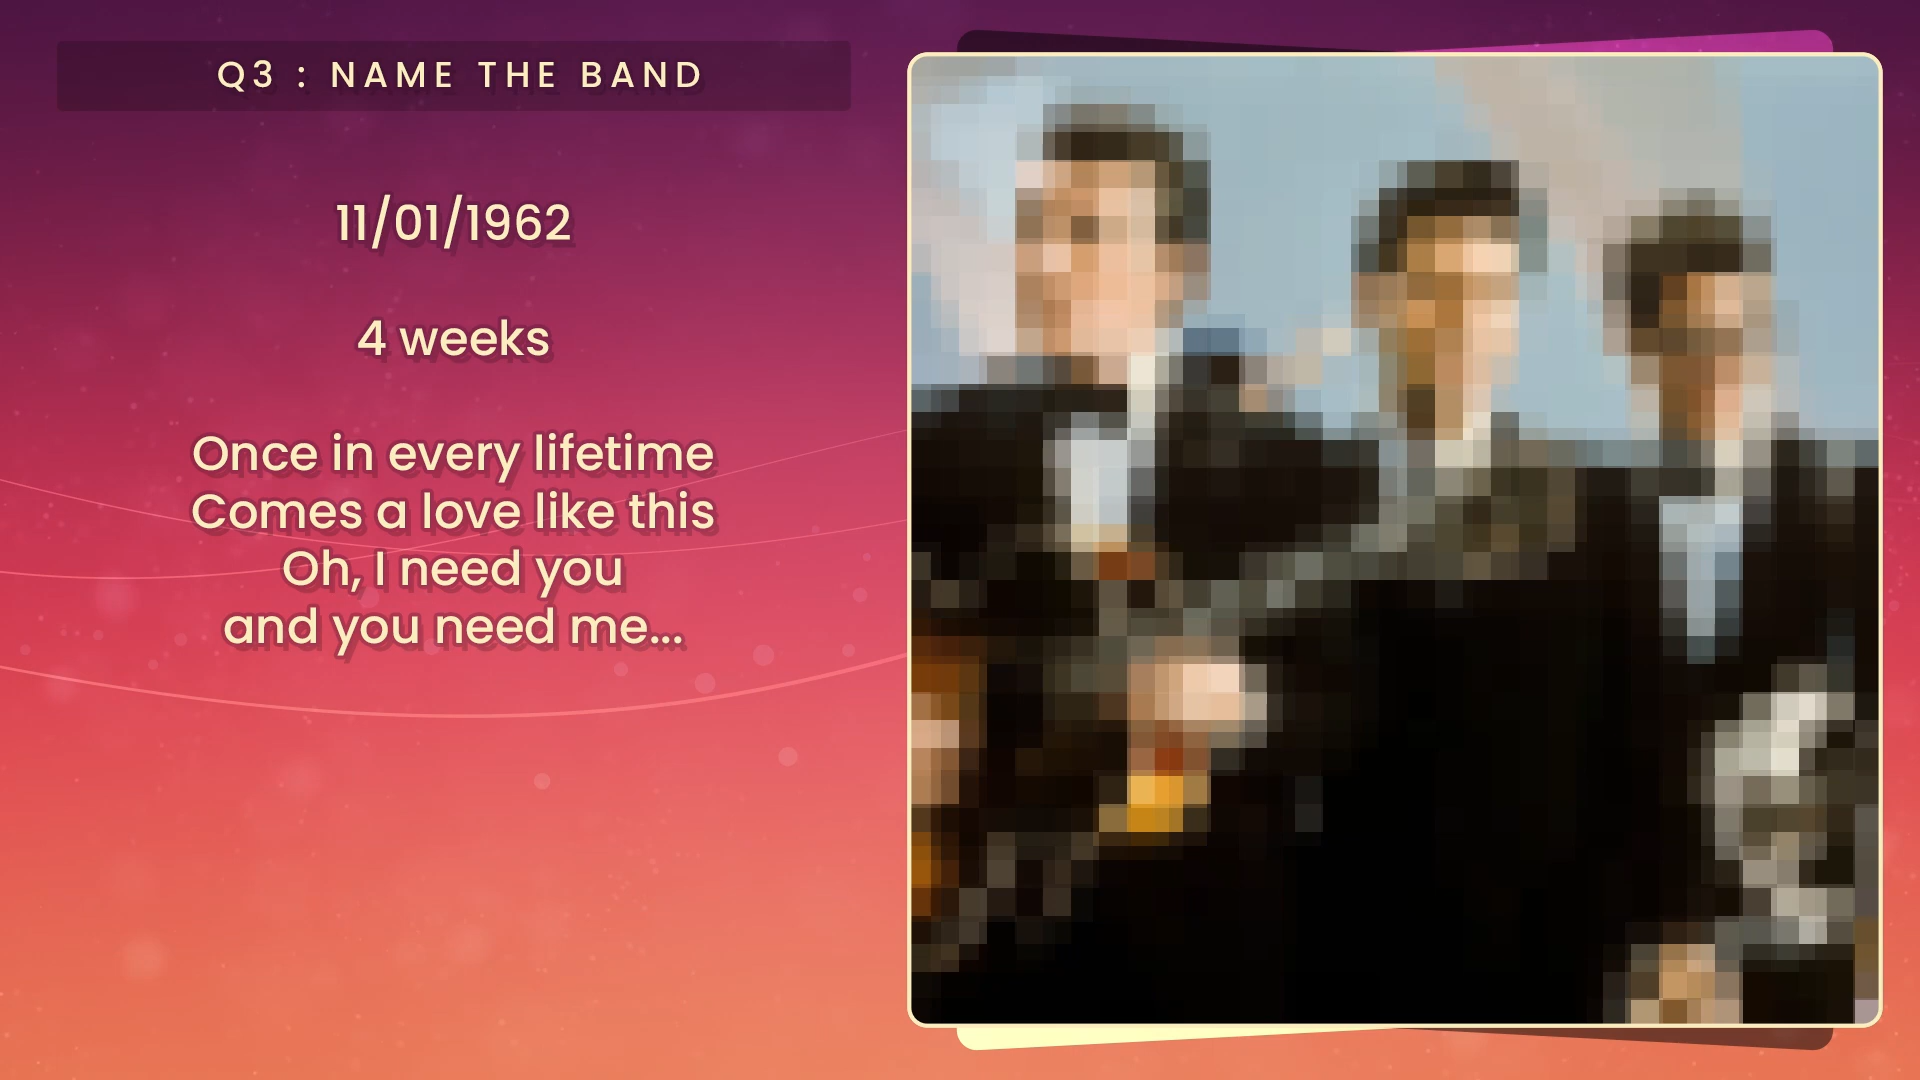 Q3 : NAME THE BAND
11/01/1962
4 weeks
Once in every lifetime
Comes a love like this
Oh, I need you
and you need me...